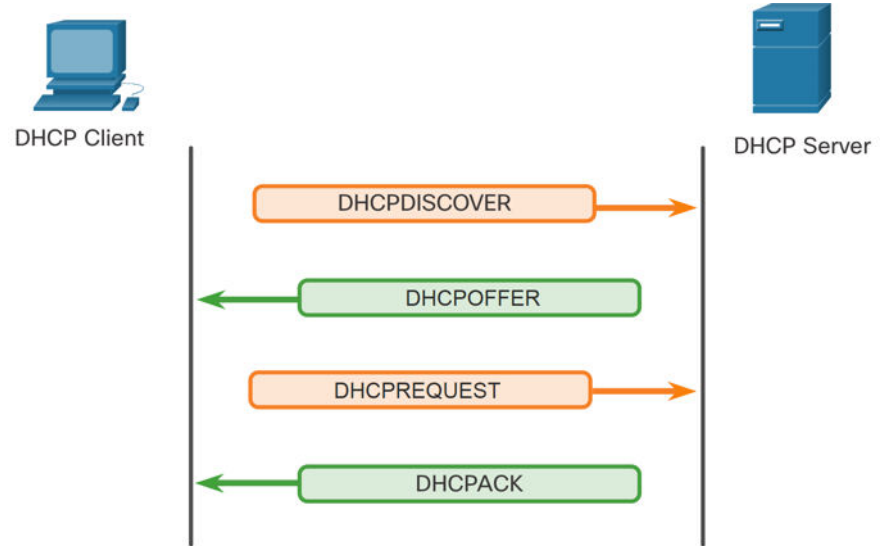 DHCP Client
DHCP Server
DHCPDISCOVER
DHCPOFFER
DHCPREQUEST
DHCPACK